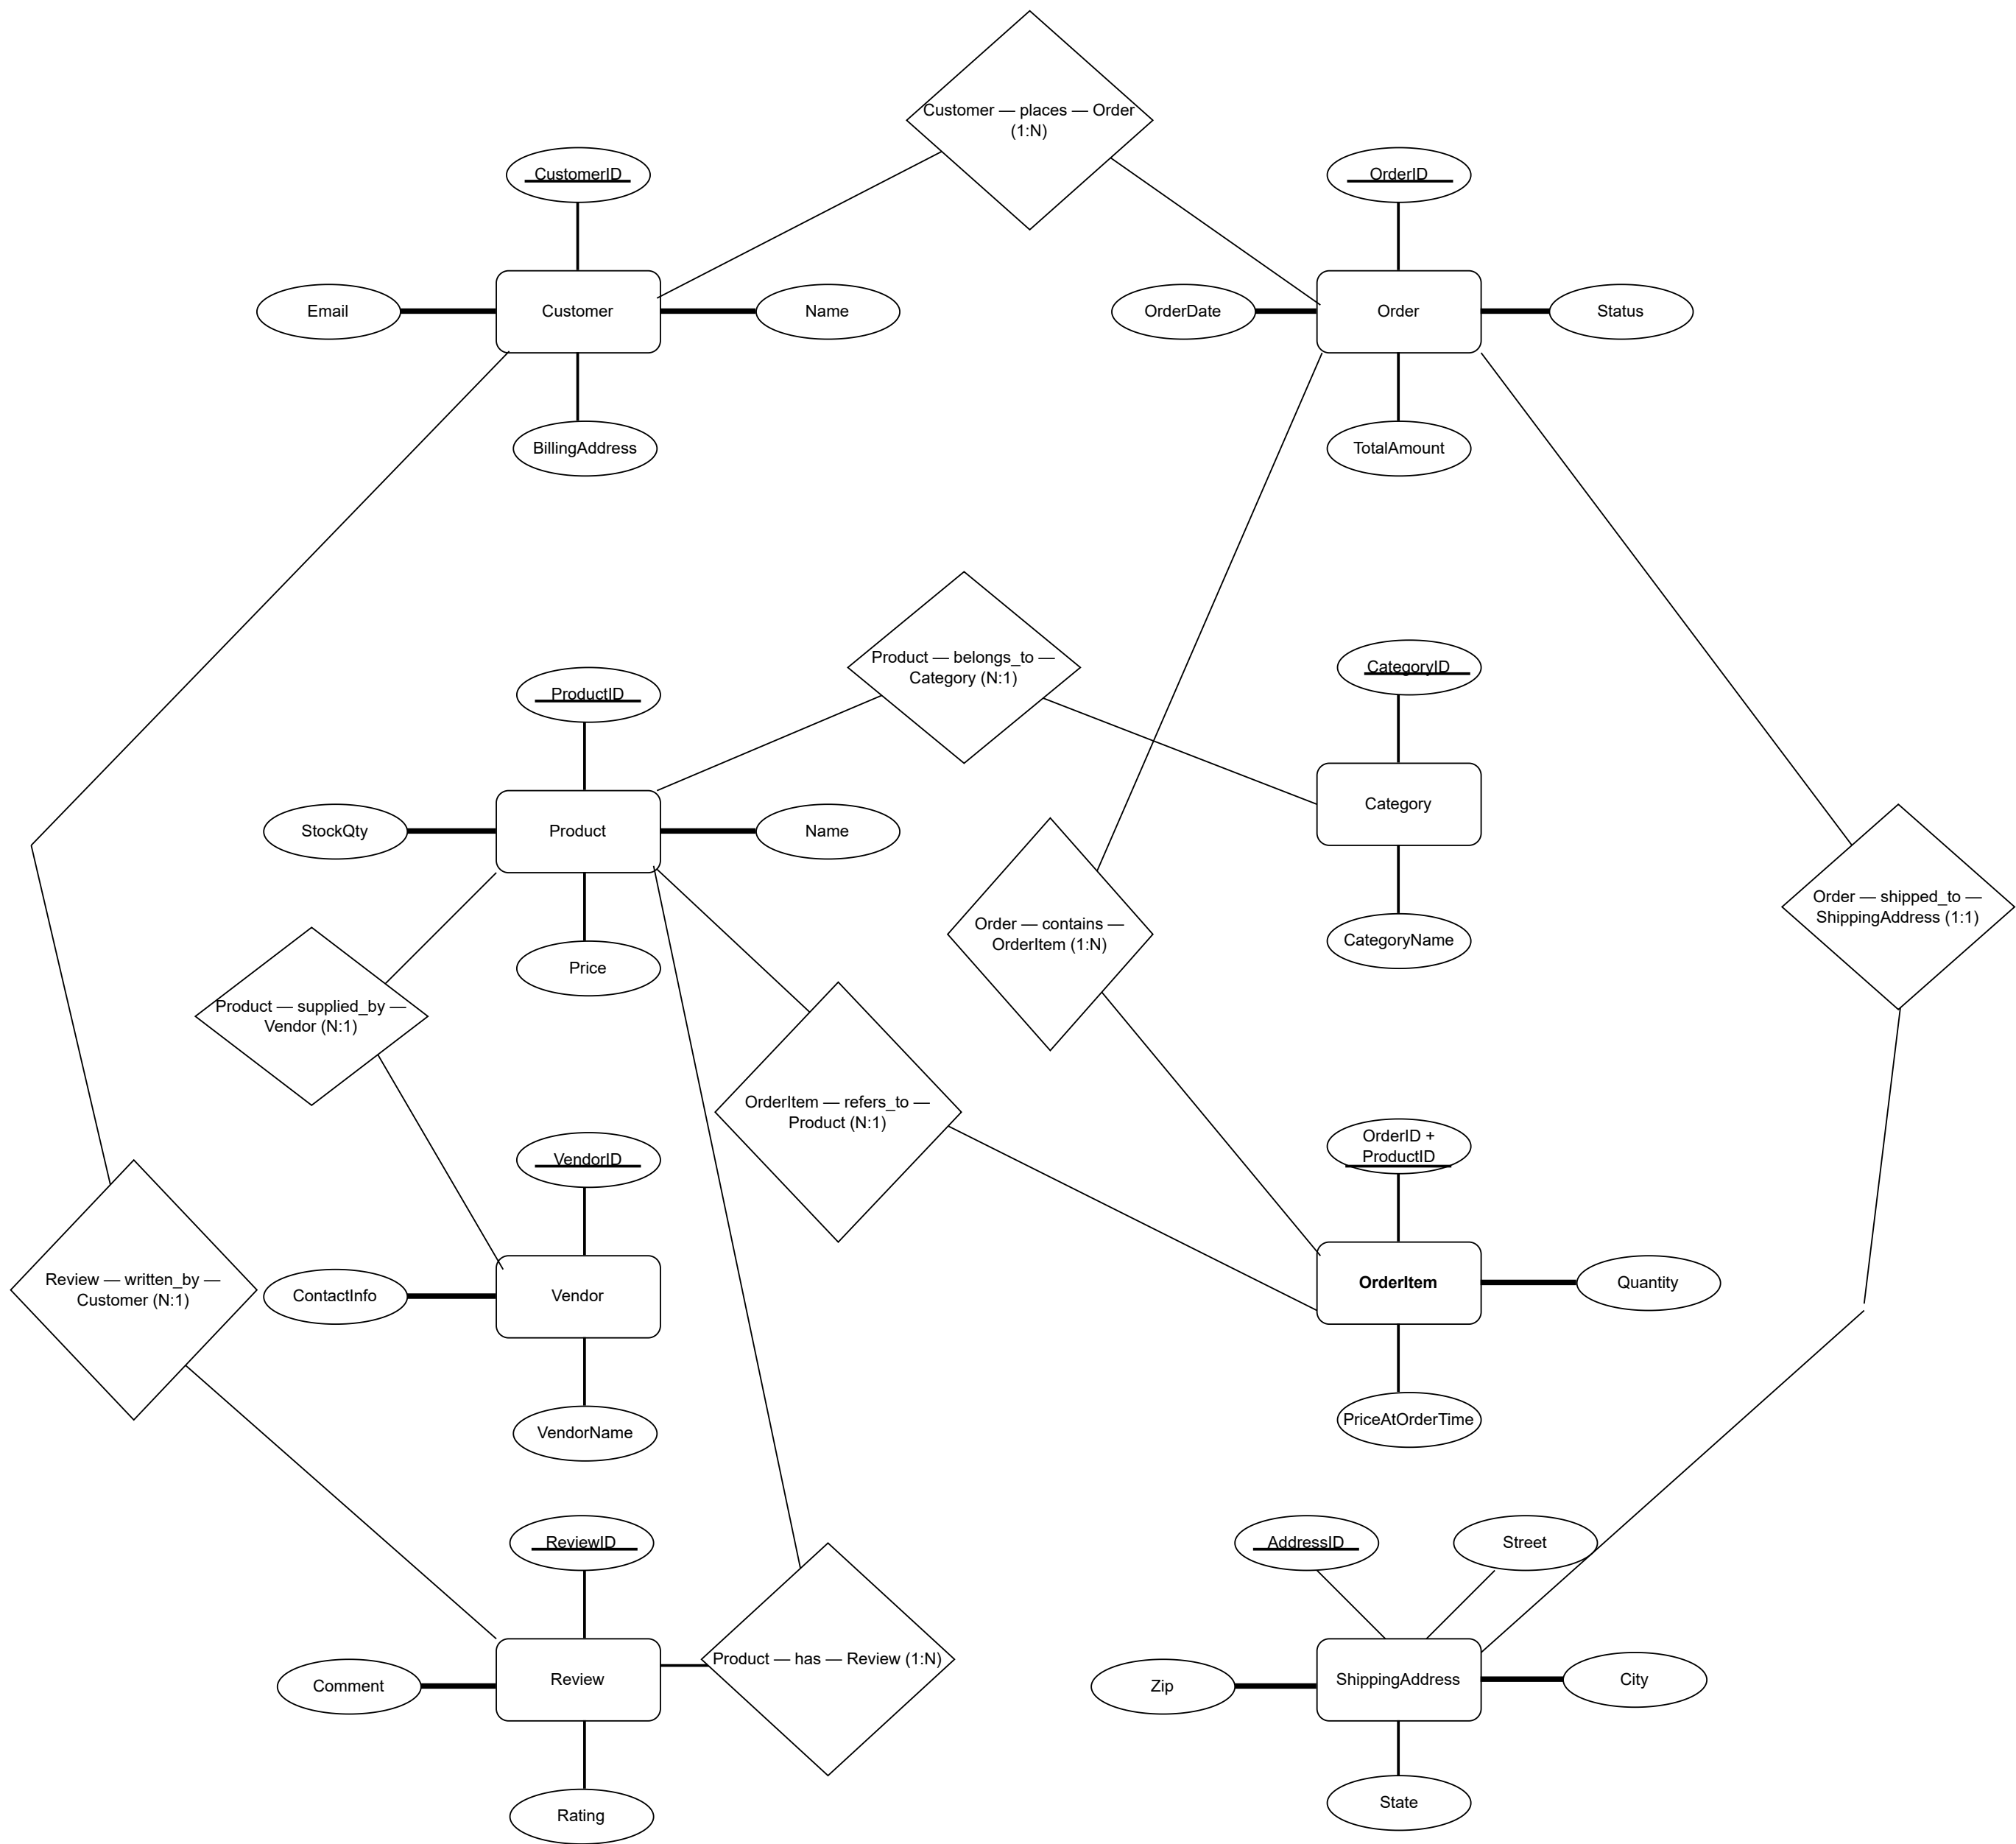 Customer — places — Order
(1:N)
CustomerID
OrderID
Email
Customer
Name
OrderDate
Order
Status
BillingAddress
TotalAmount
Product — belongs_to —
Category (N:1)
CategoryID
ProductID
StockQty
Product
Name
Category
Order — contains —
OrderItem (1:N)
Order — shipped_to —
ShippingAddress (1:1)
CategoryName
Price
Product — supplied_by —
Vendor (N:1)
OrderItem — refers_to —
Product (N:1)
OrderID +
ProductID
VendorID
Review — written_by —
Customer (N:1)
ContactInfo
Vendor
OrderItem
Quantity
VendorName
PriceAtOrderTime
ReviewID
AddressID
Street
Comment
Review
Product — has — Review (1:N)
Zip
ShippingAddress
City
Rating
State